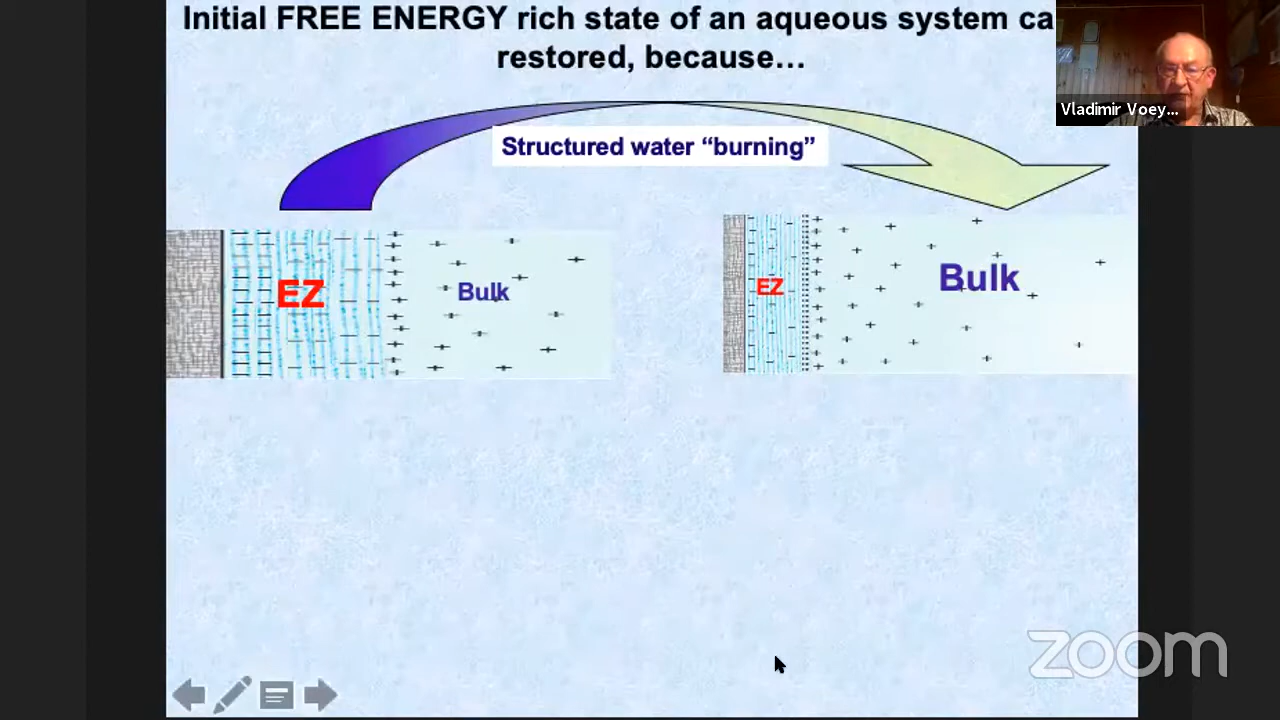 Initial FREE ENERGY rich state of an aqueous system ca
restored, because…
Vladimir Voey...
Structured water “burning”
EZ
Bulk
EZ
Bulk
zoom